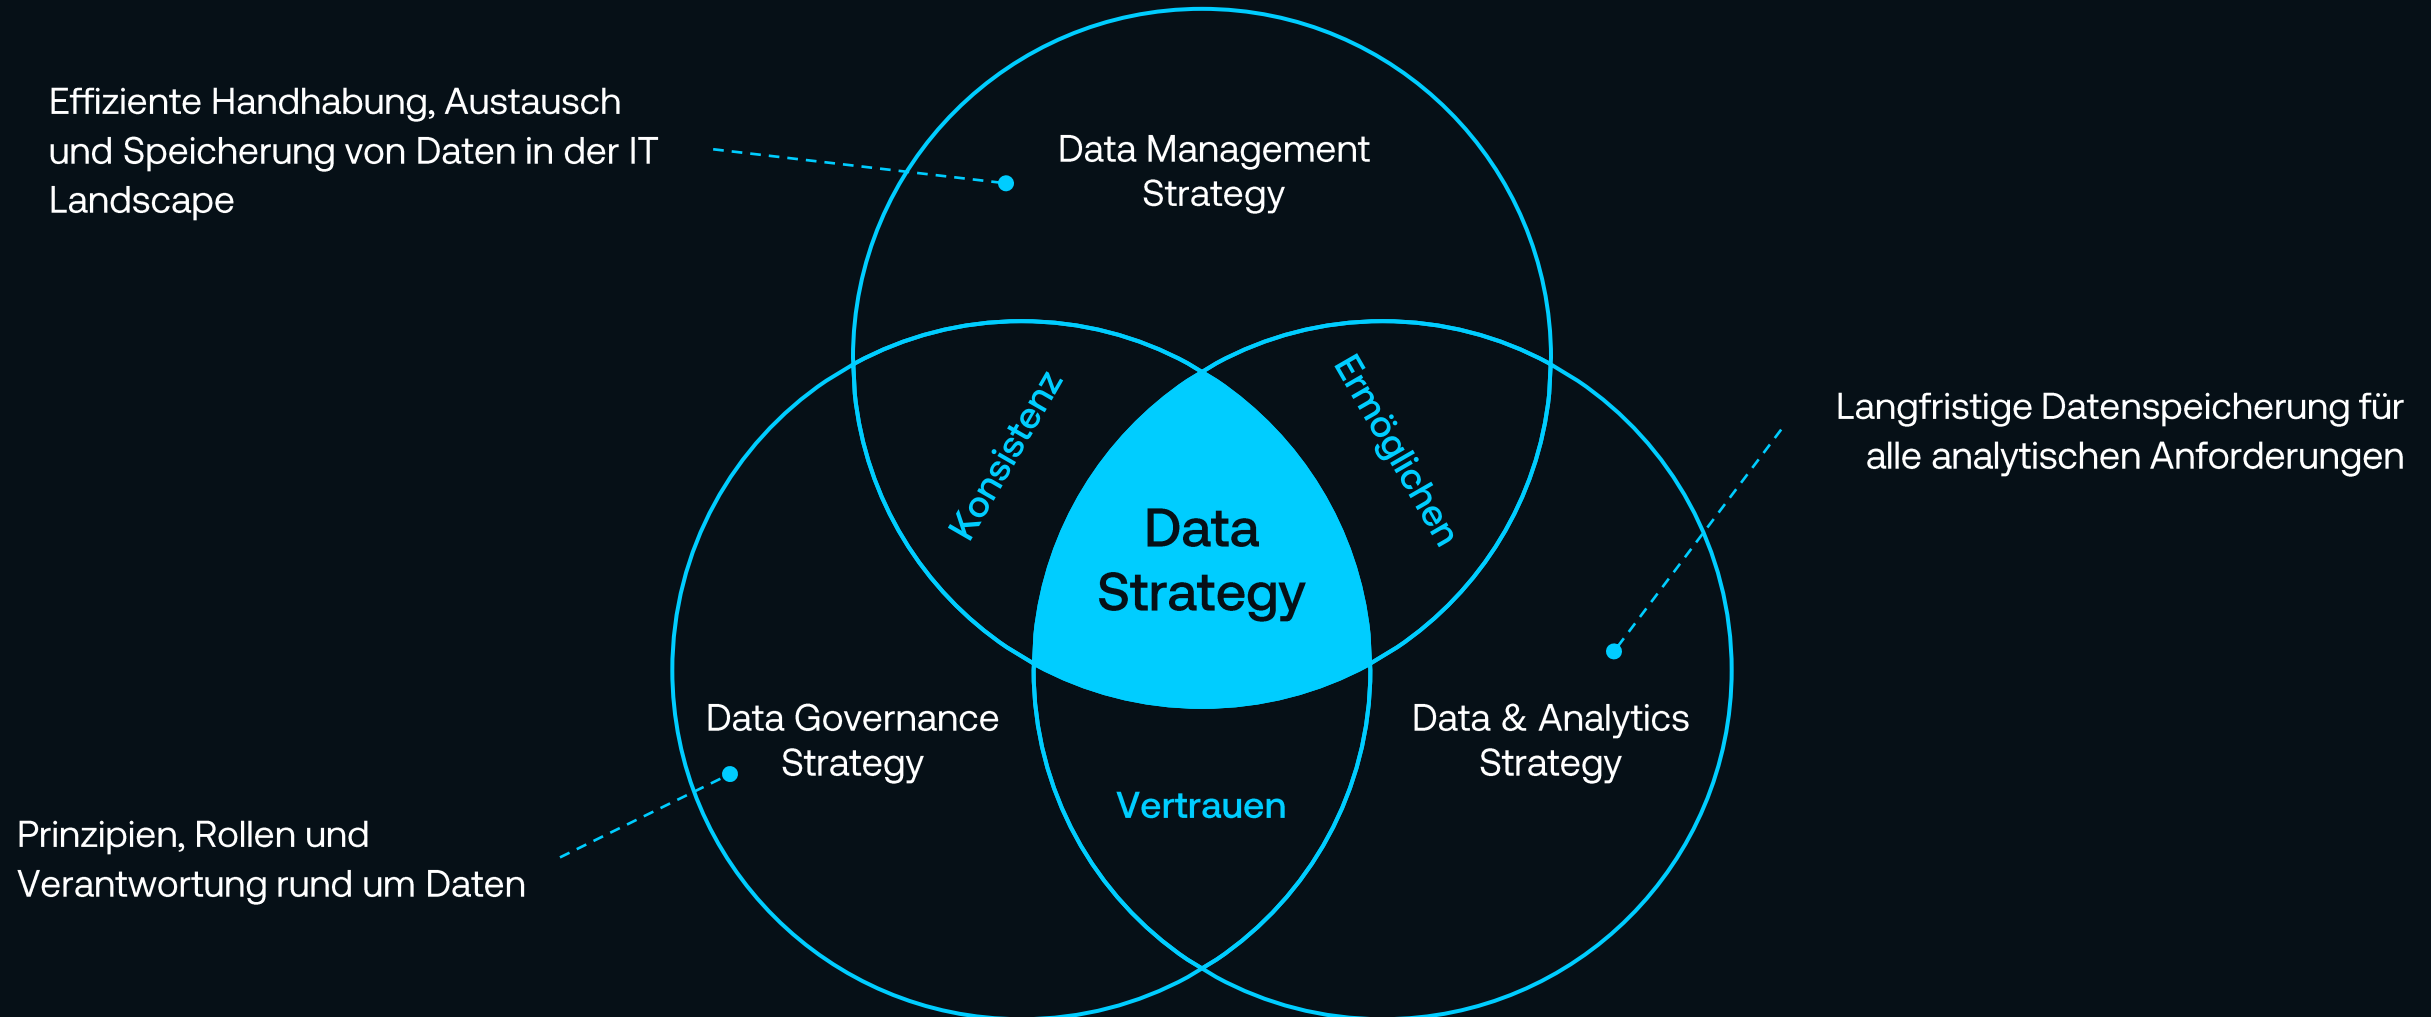 Effiziente Handhabung, Austausch
und Speicherung von Daten in der IT
Landscape
Data Management
Strategy
Konsistenz
Ermöglichen
Langfristige Datenspeicherung für
alle analytischen Anforderungen
Data
Strategy
Data Governance
Strategy
Data & Analytics
Strategy
Vertrauen
Prinzipien, Rollen und
Verantwortung rund um Daten